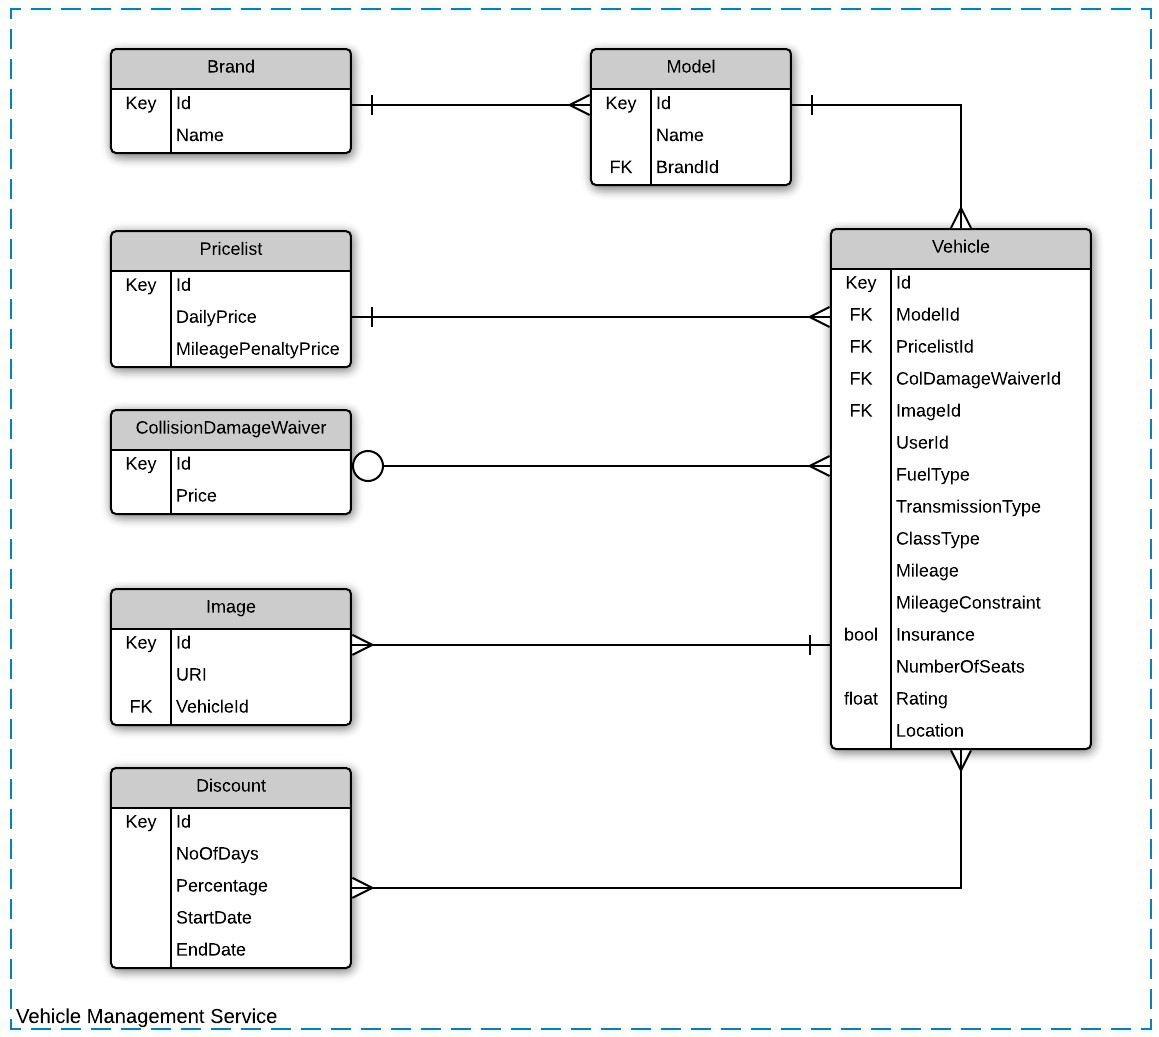 Brand
Key Id
Name
Model
Key Id
Name
FK BrandId
Pricelist
Key Id
DailyPrice
MileagePenaltyPrice
CollisionDamageWaiver
Key Id
Price
Image
Key Id
URI
FK VehicleId
Discount
Key Id
NoOfDays
Percentage
StartDate
EndDate
Vehicle
Key Id
FK ModelId
FK PricelistId
FK ColDamageWaiverId
FK ImageId
UserId
FuelType
TransmissionType
ClassType
Mileage
MileageConstraint
bool Insurance
NumberOfSeats
float Rating
Location
Vehicle Management Service